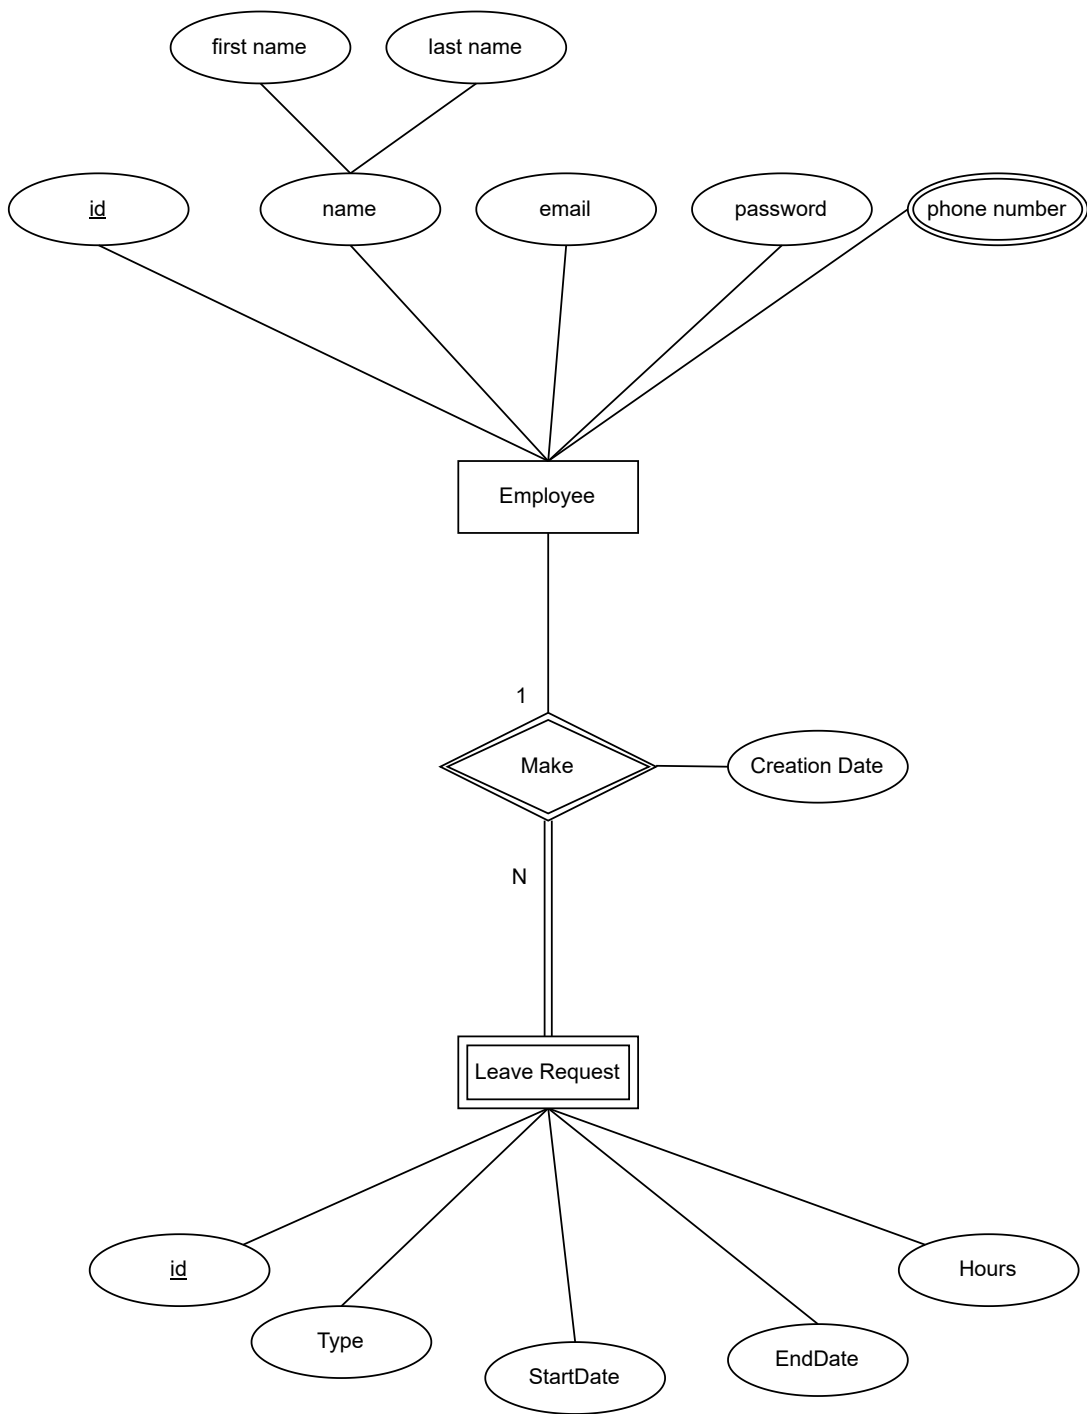 first name
last name
id
name
email
password
phone number
Employee
1
Make
Creation Date
N
Leave Request
id
Hours
Type
EndDate
StartDate